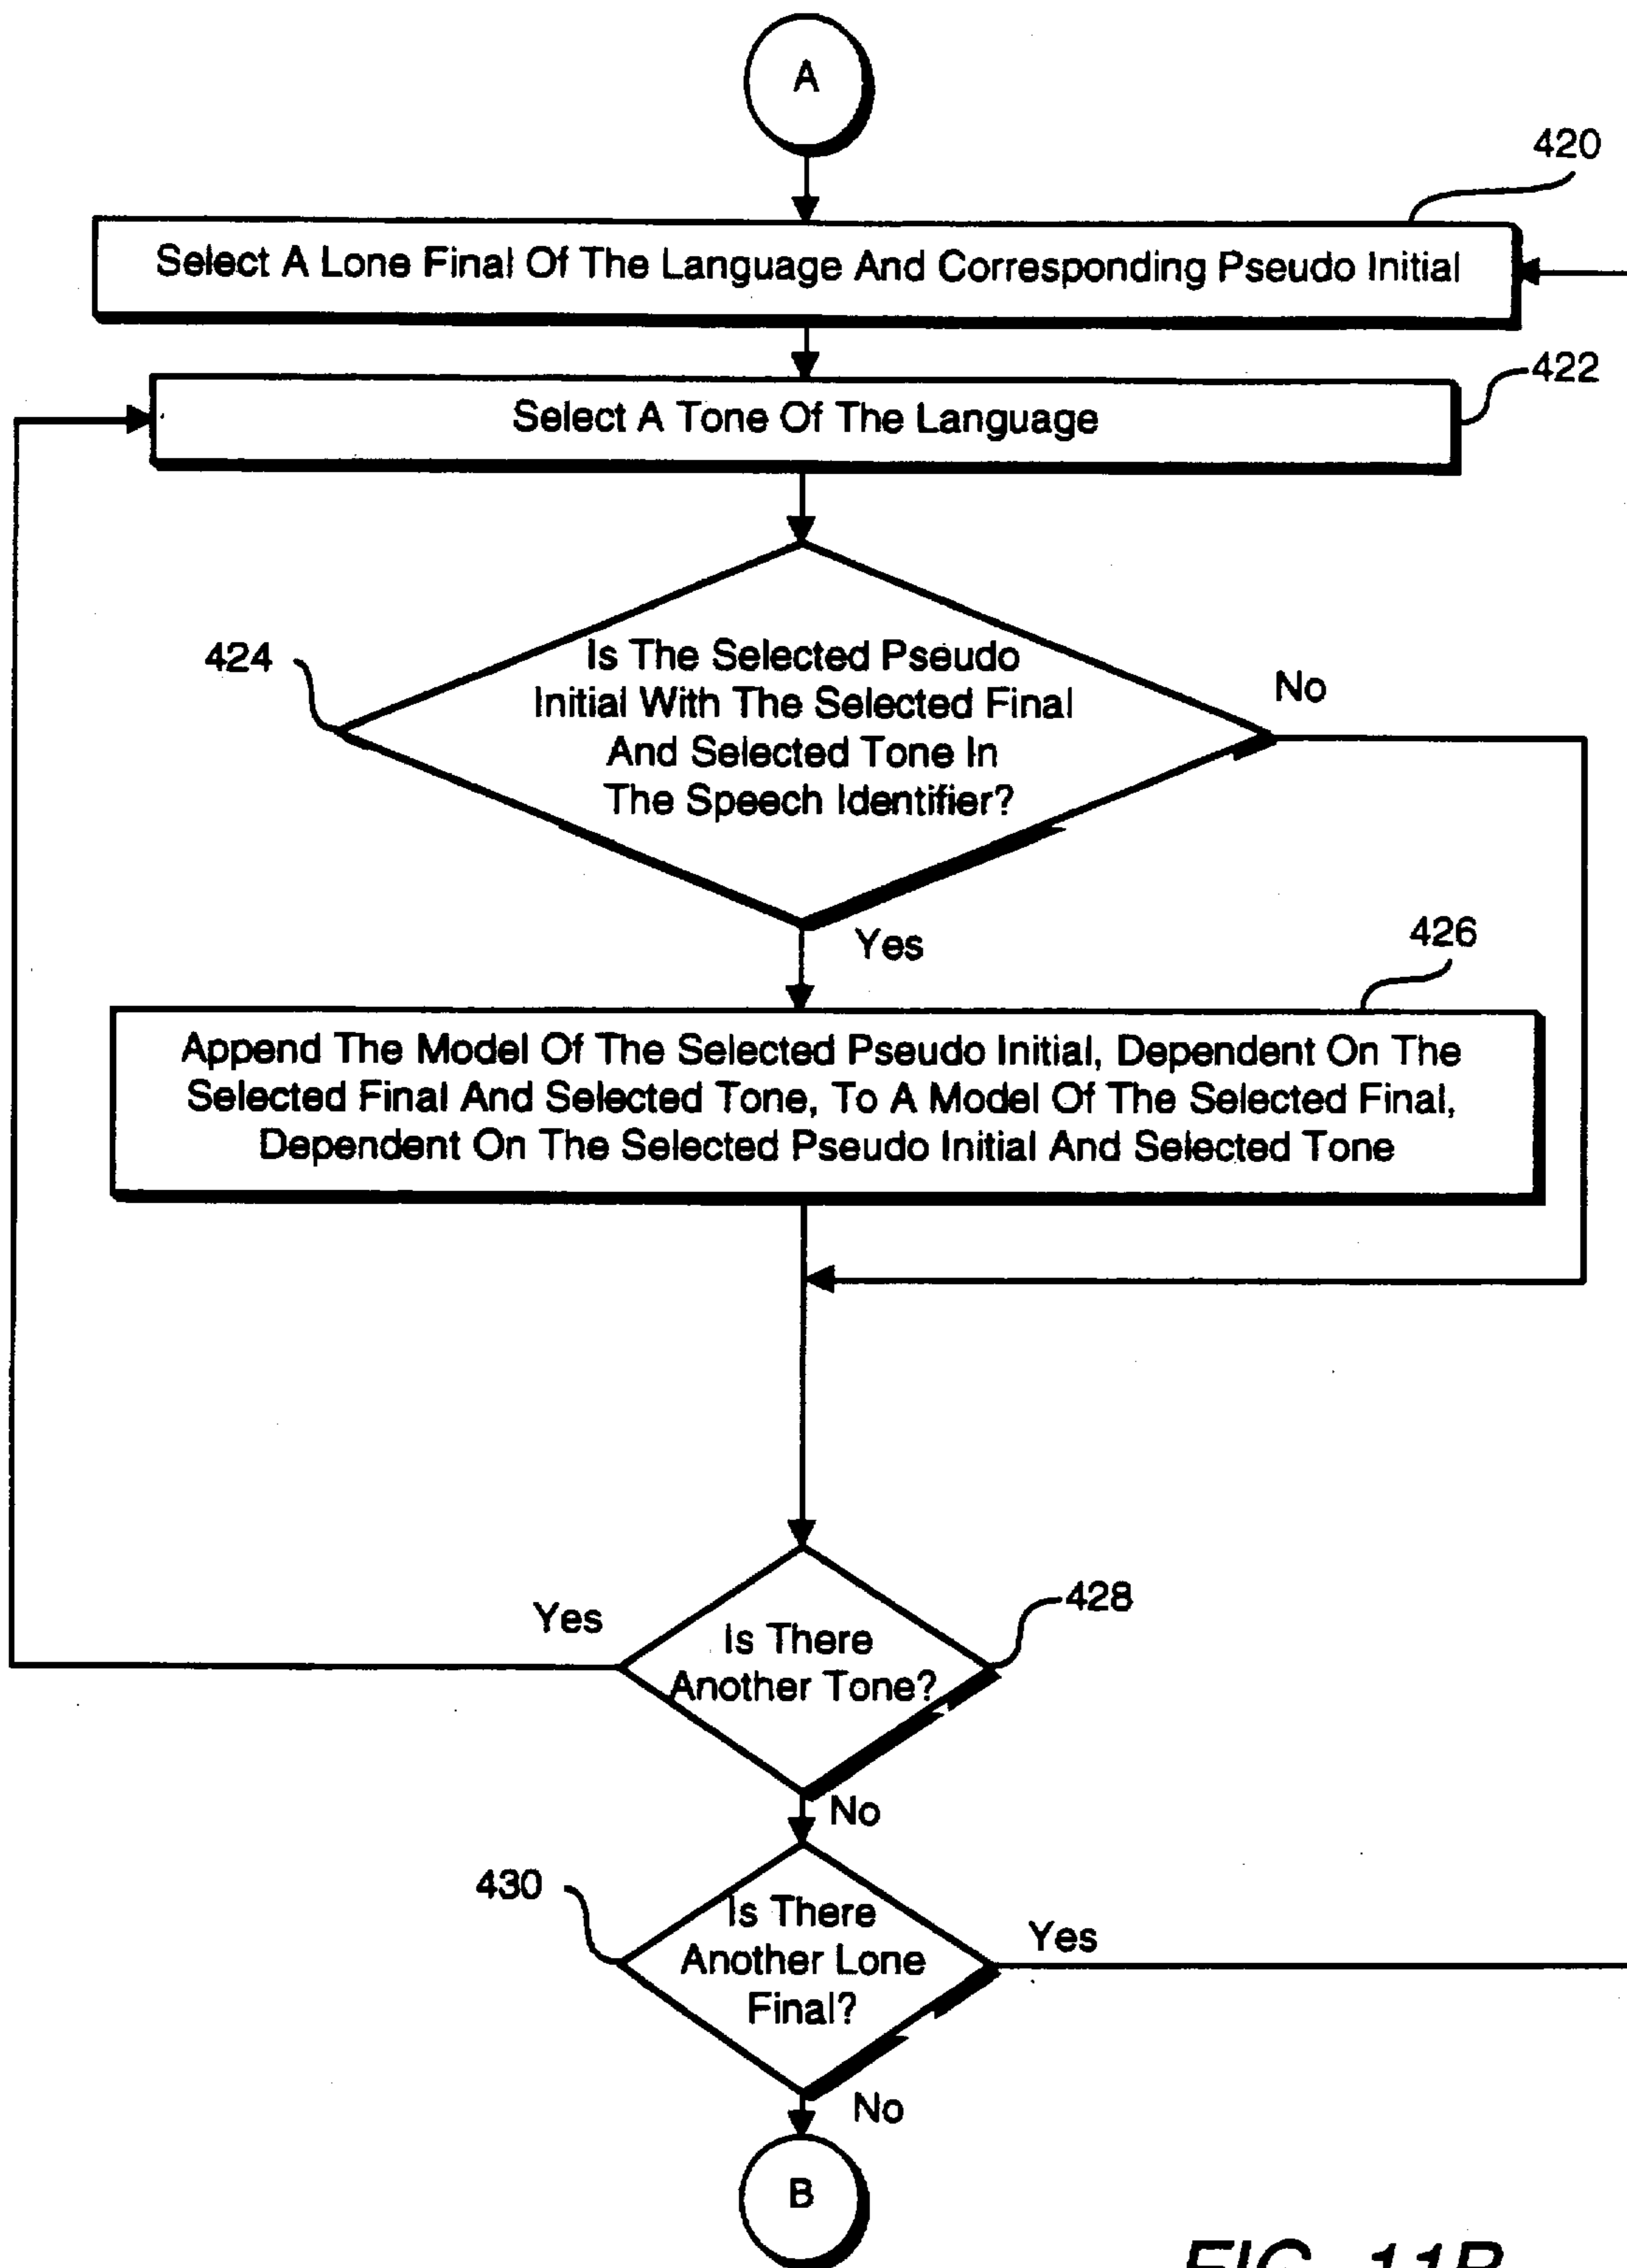 A
420
Select A Lone Final Of The Language And Corresponding Pseudo Initial
422
Select A Tone Of The Language
424
Is The Selected Pseudo
Initial With The Selected Final
And Selected Tone In
The Speech Identifier?
No
Yes
426
Append The Model Of The Selected Pseudo Initial, Dependent On The
Selected Final And Selected Tone, To A Model Of The Selected Final,
Dependent On The Selected Pseudo Initial And Selected Tone
428
Yes
Is There
Another Tone?
No
430
Is There
Another Lone
Final?
Yes
No
B
FIG. 11B